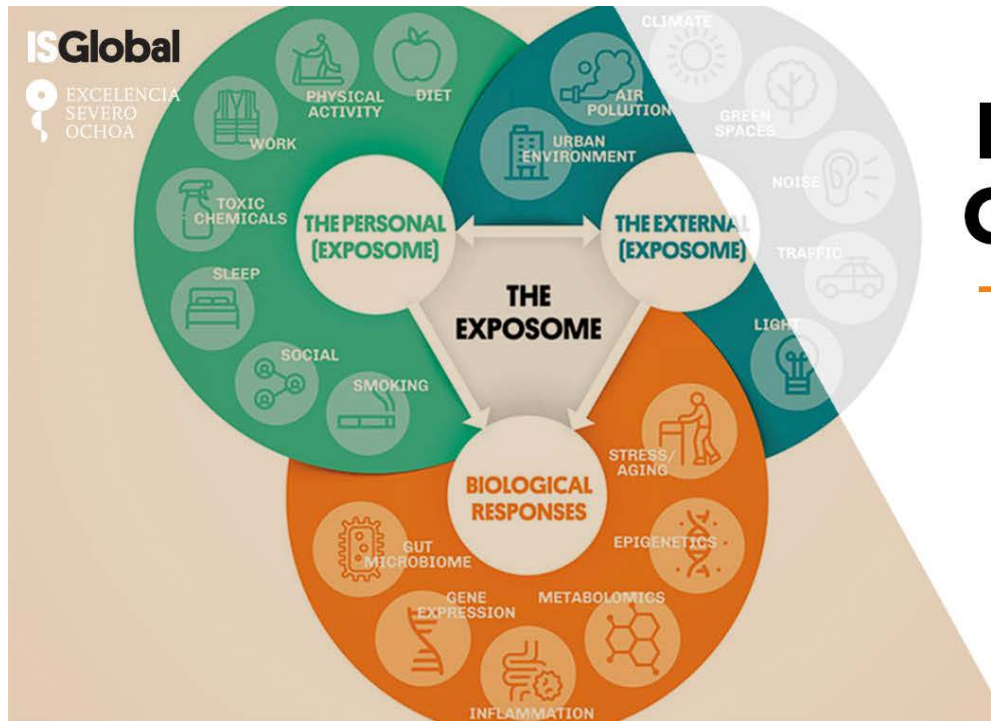 ISGlobal
EXCELENCIA
SEVERO
OCHOA
PHYSICAL
ACTIVITY
DIET
WORK
TOXIC
CHEMICALS
SLEEP
SOCIAL
SMOKING
THE PERSONAL
(EXPOSOME)
CLIMATE
AIR
POLLUTION
URBAN
ENVIRONMENT
GREEN
SPACES
NOISE
TRAFFIC
LIGHT
THE EXTERNAL
(EXPOSOME)
THE
EXPOSOME
BIOLOGICAL
RESPONSES
STRESS/
AGING
EPIGENETICS
GUT
MICROBIOME
GENE
EXPRESSION
METABOLOMICS
INFLAMMATION